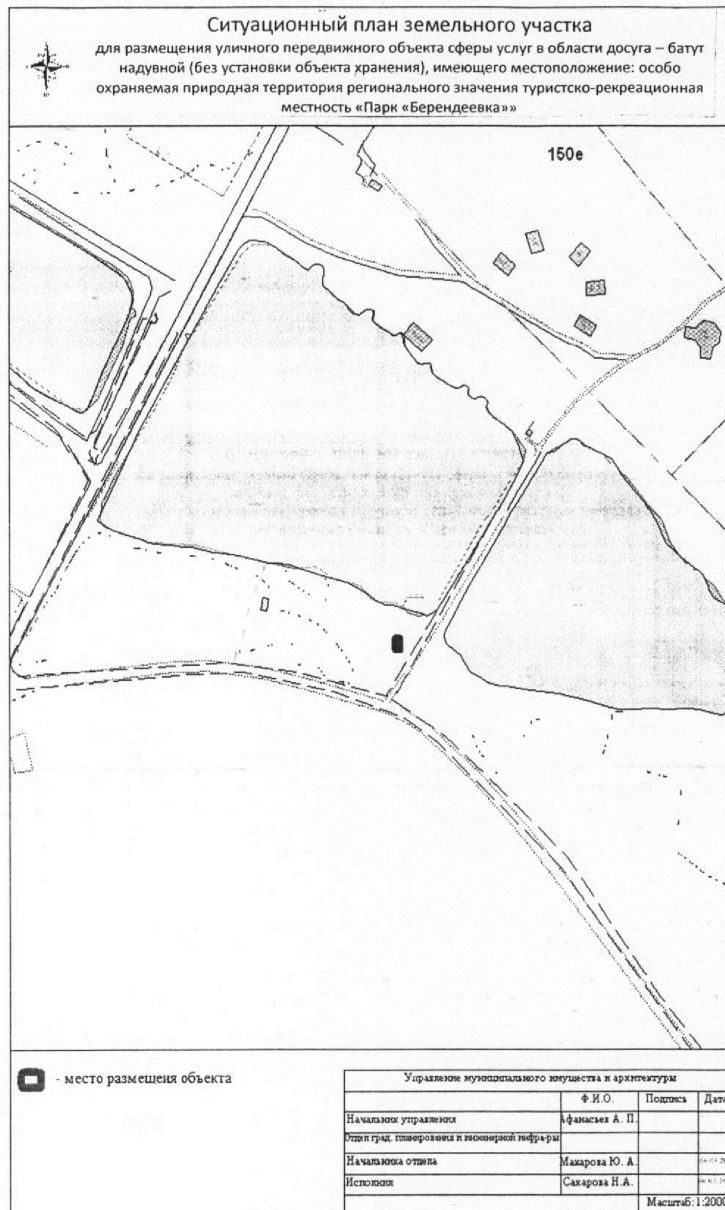 Ситуационный план земельного участка
для размещения уличного передвижного объекта сферы услуг в области досуга – батут
надувной (без установки объекта хранения), имеющего местоположение: особо
охраняемая природная территория регионального значения туристско-рекреационная
местность «Парк «Берендеевка»»
150е
- место размещеия объекта
Управление муниципального имущества и архитектуры
Ф.И.О. Подпись Дата
Начальник управления Афанасьев А. П.
Отдел град. планирования и инженерной инфра-ры
Начальника отдела Макарова Ю. А.
Исполнил Сахарова Н.А.
Масштаб: 1:2000